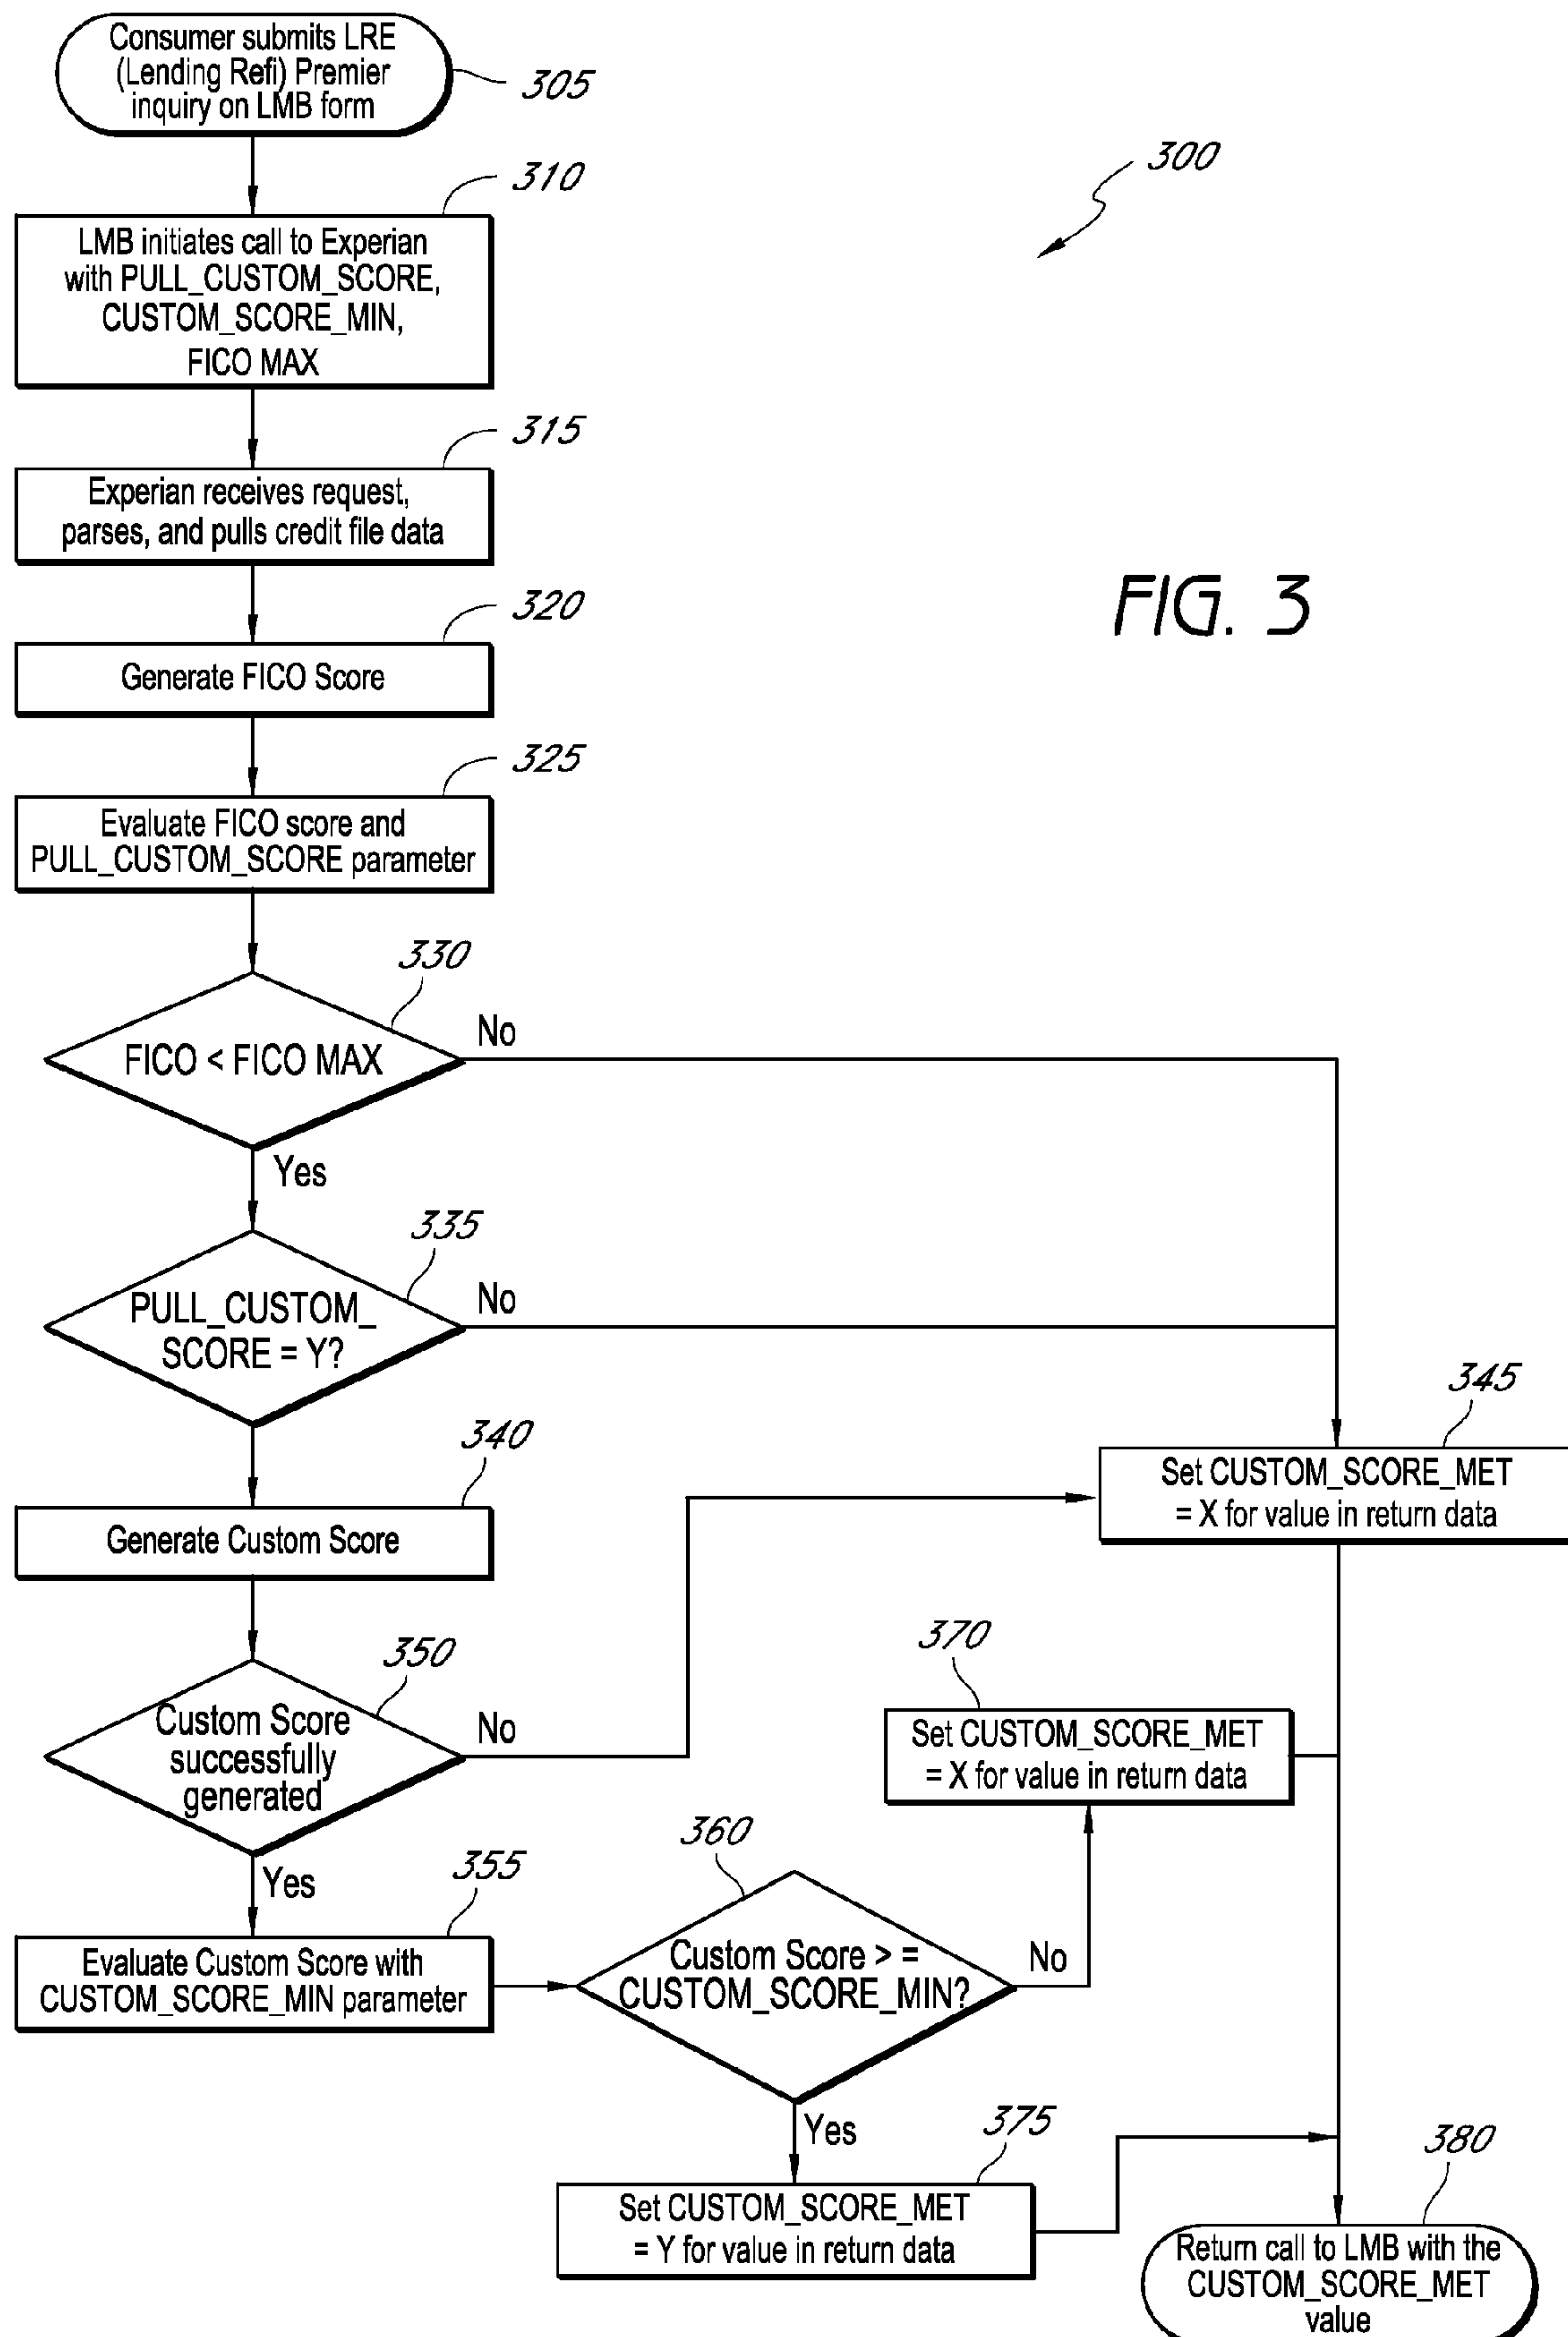 Consumer submits LRE
(Lending Refi) Premier
inquiry on LMB form
305
300
310
LMB initiates call to Experian
with PULL_CUSTOM_SCORE,
CUSTOM_SCORE_MIN,
FICO MAX
315
Experian receives request,
parses, and pulls credit file data
FIG. 3
320
Generate FICO Score
325
Evaluate FICO score and
PULL_CUSTOM_SCORE parameter
330
FICO < FICO MAX
No
Yes
335
PULL_CUSTOM_
SCORE = Y?
No
345
Set CUSTOM_SCORE_MET
= X for value in return data
340
Generate Custom Score
350
Custom Score
successfully
generated
No
Yes
370
Set CUSTOM_SCORE_MET
= X for value in return data
355
Evaluate Custom Score with
CUSTOM_SCORE_MIN parameter
360
Custom Score > =
CUSTOM_SCORE_MIN?
No
Yes
375
Set CUSTOM_SCORE_MET
= Y for value in return data
380
Return call to LMB with the
CUSTOM_SCORE_MET
value